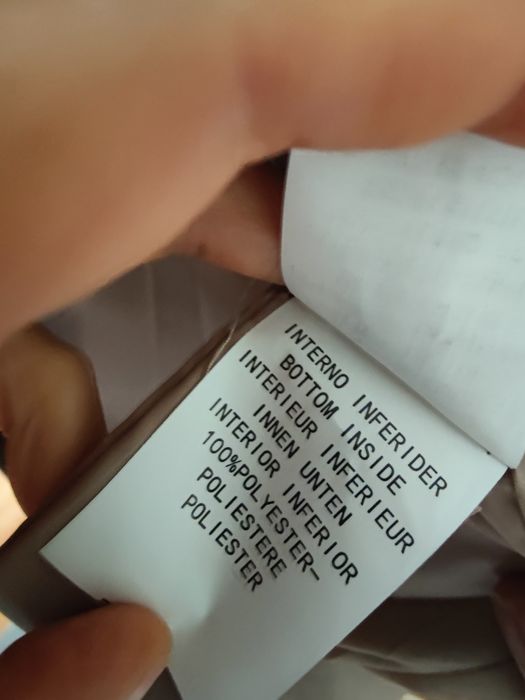 INTERNO INFERIDER
BOTTOM INSIDE
INTERIEUR INFERIEUR
INNEN UNTEN
INTERIOR INFERIOR
100%POLYESTER-
POLIESTERE
POLIESTER